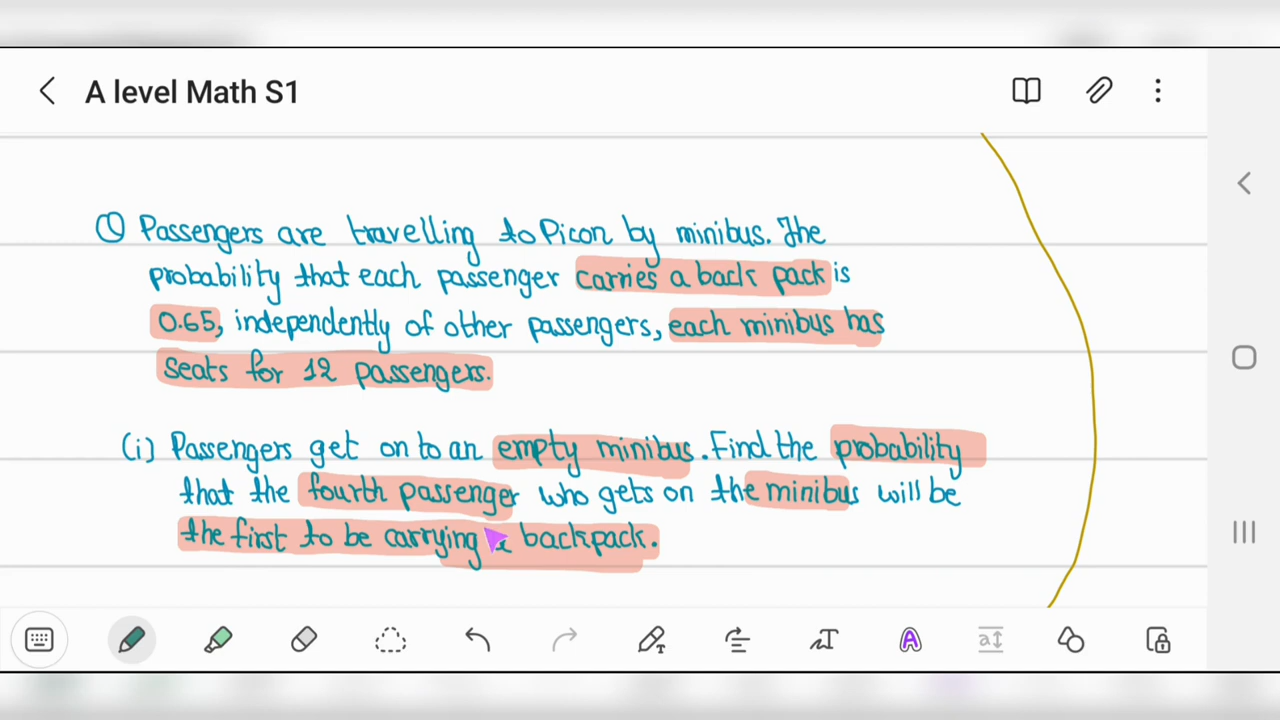 A level Math S1
① Passengers are travelling to Picon by minibus. The
probability that each passenger carries a back pack is
0.65, independently of other passengers, each minibus has
seats for 12 passengers.
(i) Passengers get on to an empty minibus. Find the probability
that the fourth passenger who gets on the minibus will be
the first to be carrying a backpack.